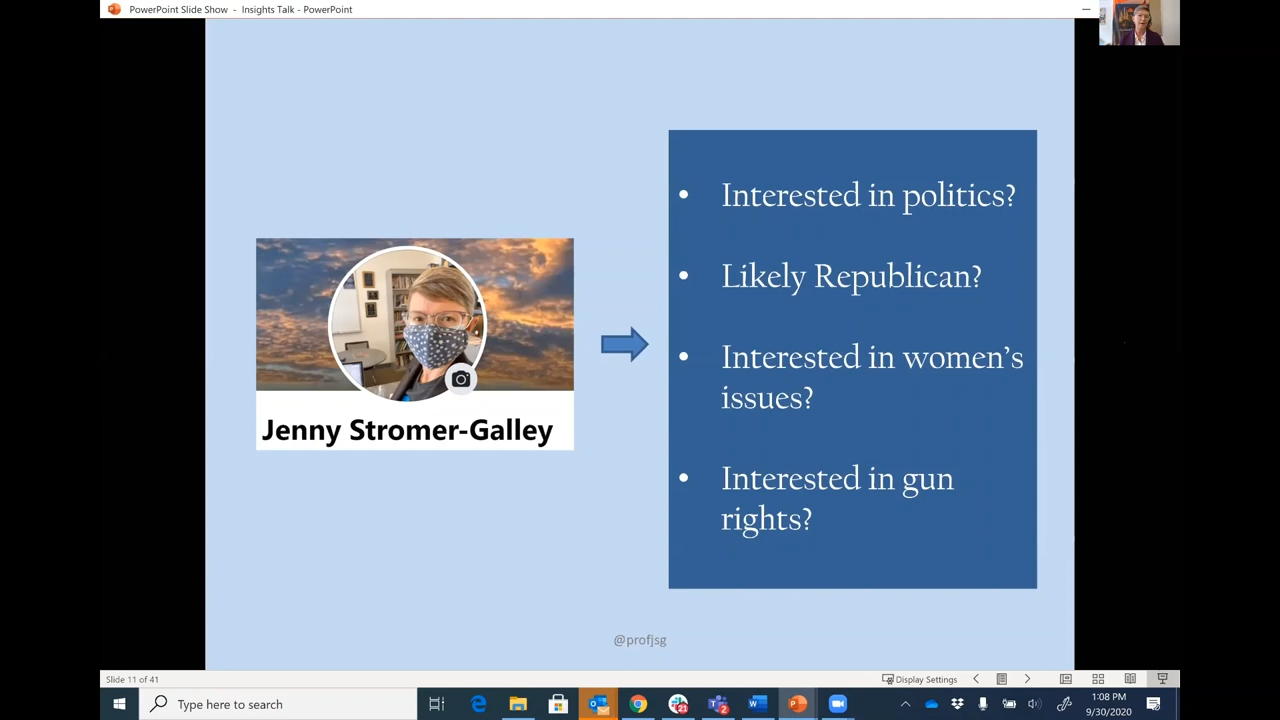 PowerPoint Slide Show - Insights Talk - PowerPoint
• Interested in politics?
• Likely Republican?
• Interested in women's
issues?
• Interested in gun
rights?
Jenny Stromer-Galley
@profjsg
Slide 11 of 41
Display Settings
Type here to search
1:08 PM
9/30/2020